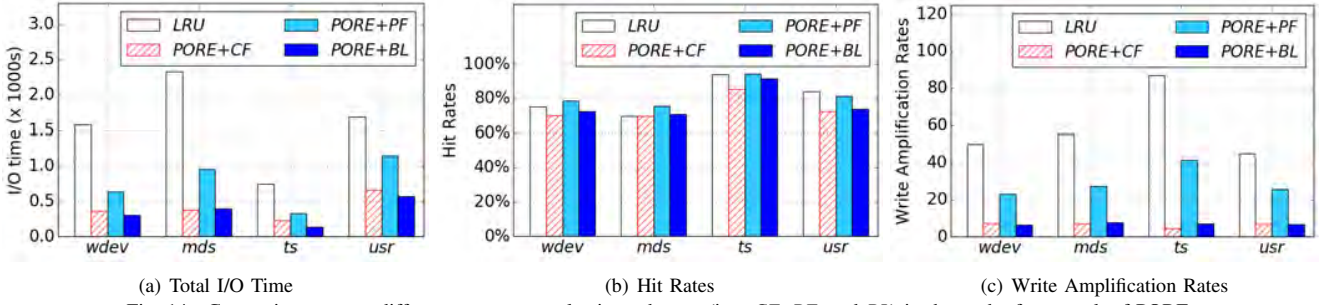 I/O time (x 1000s)
3.0
2.5
2.0
1.5
1.0
0.5
0.0
LRU
PORE+CF
PORE+PF
PORE+BL
wdev mds ts usr
(a) Total I/O Time
Hit Rates
100%
80%
60%
40%
20%
0%
LRU
PORE+CF
PORE+PF
PORE+BL
wdev mds ts usr
(b) Hit Rates
Write Amplification Rates
120
100
80
60
40
20
0
LRU
PORE+CF
PORE+PF
PORE+BL
wdev mds ts usr
(c) Write Amplification Rates